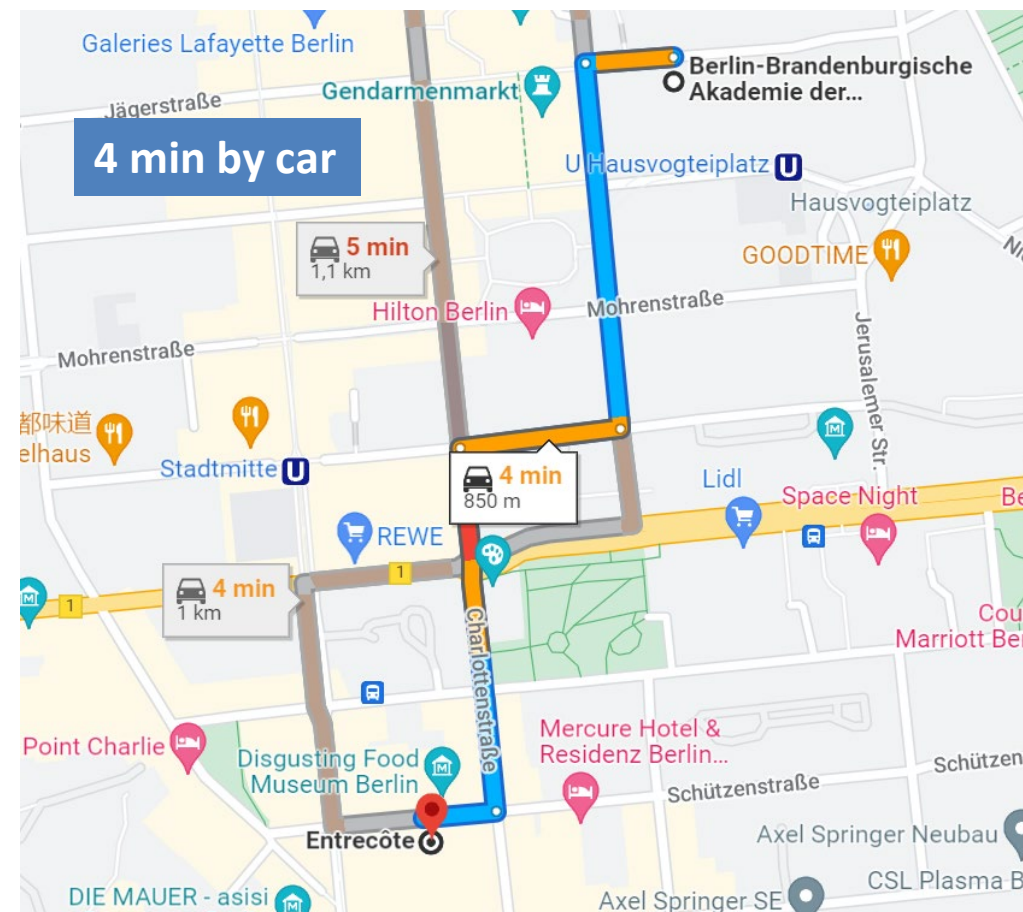 Galeries Lafayette Berlin
Berlin-Brandenburgische
Akademie der...
Gendarmenmarkt
Jägerstraße
4 min by car
U Hausvogteiplatz U
Hausvogteiplatz
5 min
1,1 km
GOODTIME
Hilton Berlin
Mohrenstraße
Mohrenstraße
Jerusalemer Str.
都味道
elhaus
Stadtmitte U
4 min
850 m
Lidl
Space Night
Be
REWE
1
4 min
1 km
1
Charlottenstraße
Cou
Marriott Ber
Point Charlie
Mercure Hotel &
Residenz Berlin...
Disgusting Food
Museum Berlin
Schützenstraße
Schützen
Entrecôte
Axel Springer Neubau
DIE MAUER - asisi
Axel Springer SE
CSL Plasma B